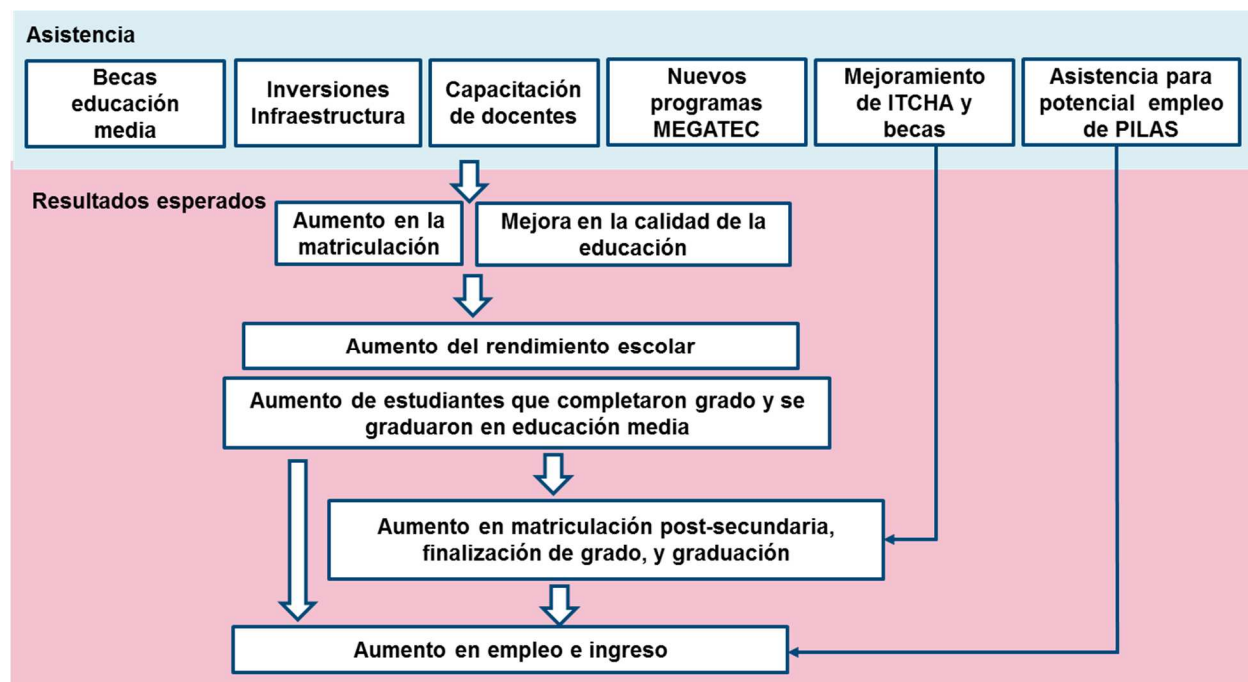 Asistencia
Becas
educación
media
Inversiones
Infraestructura
Capacitación
de docentes
Nuevos
programas
MEGATEC
Mejoramiento
de ITCHA y
becas
Asistencia para
potencial empleo
de PILAS
Resultados esperados
Aumento en la
matriculación
Mejora en la calidad de la
educación
Aumento del rendimiento escolar
Aumento de estudiantes que completaron grado y se
graduaron en educación media
Aumento en matriculación post-secundaria,
finalización de grado, y graduación
Aumento en empleo e ingreso